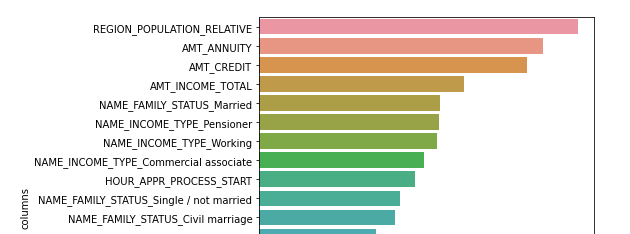 REGION_POPULATION_RELATIVE
AMT_ANNUITY
AMT_CREDIT
AMT_INCOME_TOTAL
NAME_FAMILY_STATUS_Married
NAME_INCOME_TYPE_Pensioner
NAME_INCOME_TYPE_Working
NAME_INCOME_TYPE_Commercial associate
HOUR_APPR_PROCESS_START
NAME_FAMILY_STATUS_Single / not married
NAME_FAMILY_STATUS_Civil marriage
columns